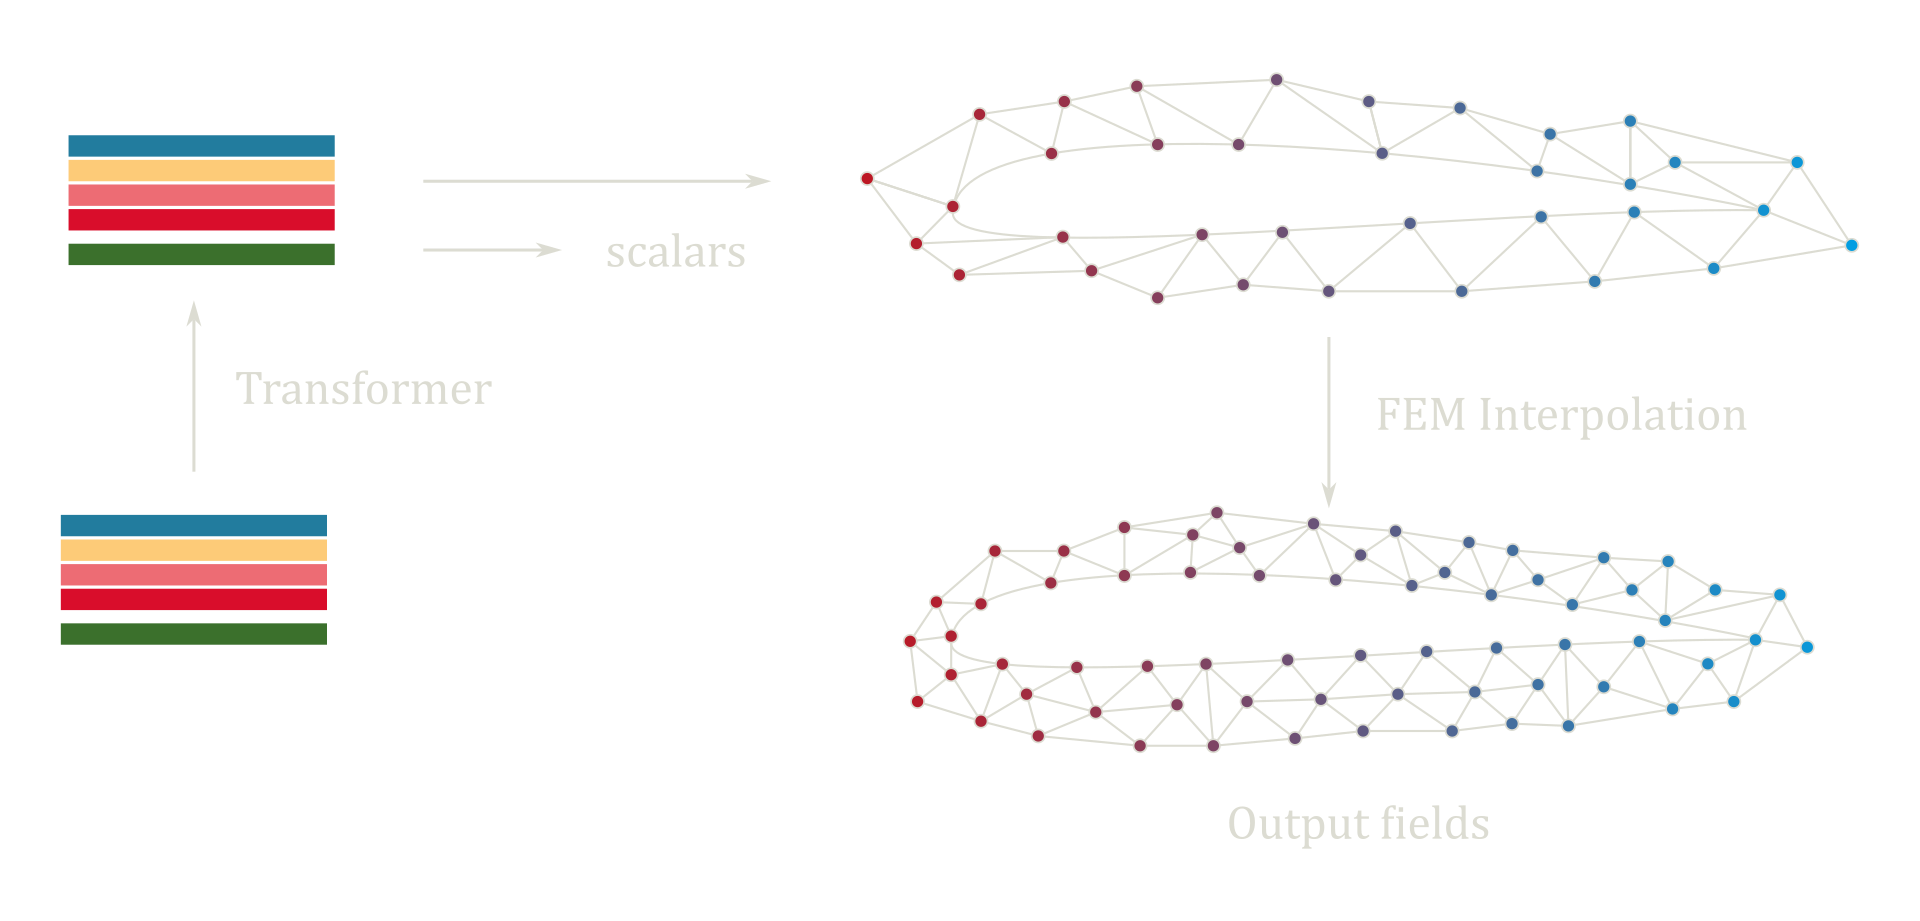 scalars
Transformer
FEM Interpolation
Output fields